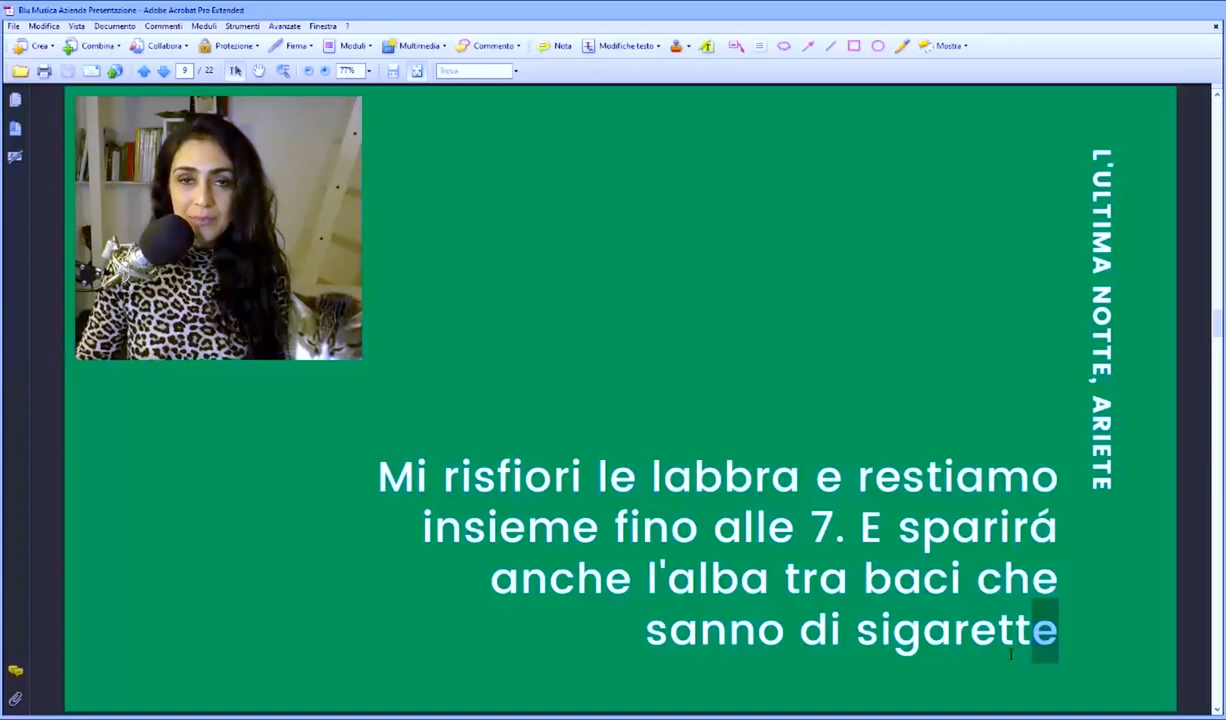 Blu Musica Azienda Presentazione - Adobe Acrobat Pro Extended
File Modifica Vista Documento Commenti Moduli Strumenti Avanzate Finestra ?
Crea Combina Collabora Protezione Firma Moduli Multimedia Commento Nota Modifiche testo Mostra
9 / 22 77% Trova
L'ULTIMA NOTTE, ARIETE
Mi risfiori le labbra e restiamo
insieme fino alle 7. E sparirá
anche l'alba tra baci che
sanno di sigarette